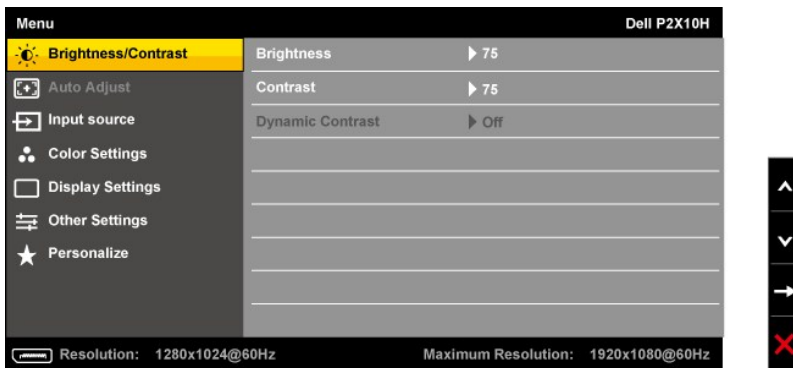 Menu Dell P2X10H
Brightness/Contrast Brightness 75
Auto Adjust Contrast 75
Input source Dynamic Contrast Off
Color Settings
Display Settings
Other Settings
Personalize
Resolution: 1280x1024@60Hz Maximum Resolution: 1920x1080@60Hz